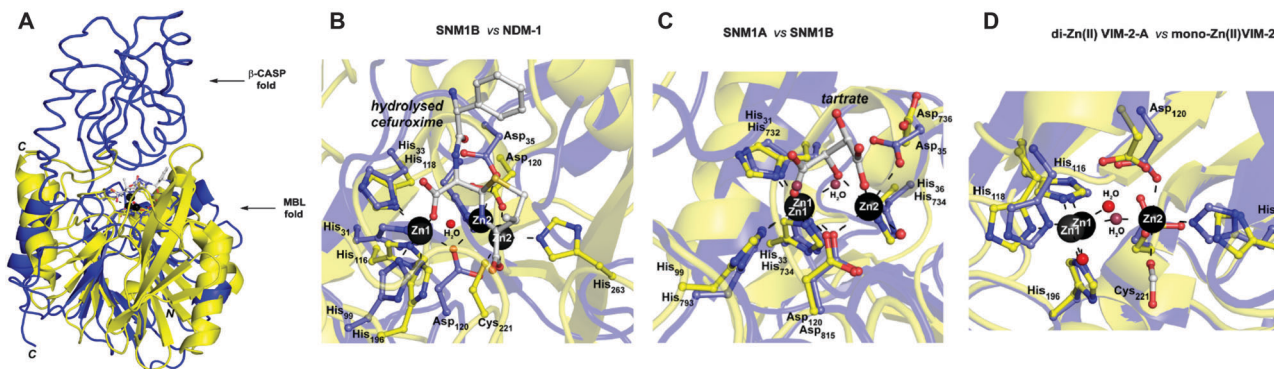 A
β-CASP
fold
C
MBL
fold
N
C
B
SNM1B vs NDM-1
hydrolysed
cefuroxime
Asp35
His33
His118
Asp120
Zn1
Zn2
Zn2
H2O
His31
His116
His263
His99
His196
Asp120
Cys221
C
SNM1A vs SNM1B
tartrate
His31
His732
Asp736
Asp35
Zn1
Zn1
Zn2
H2O
His36
His734
His33
His734
His99
His793
Asp120
Asp815
D
di-Zn(II) VIM-2-A vs mono-Zn(II)VIM-2
Asp120
His116
His118
H2O
Zn1
Zn1
Zn2
H2O
His196
Cys221